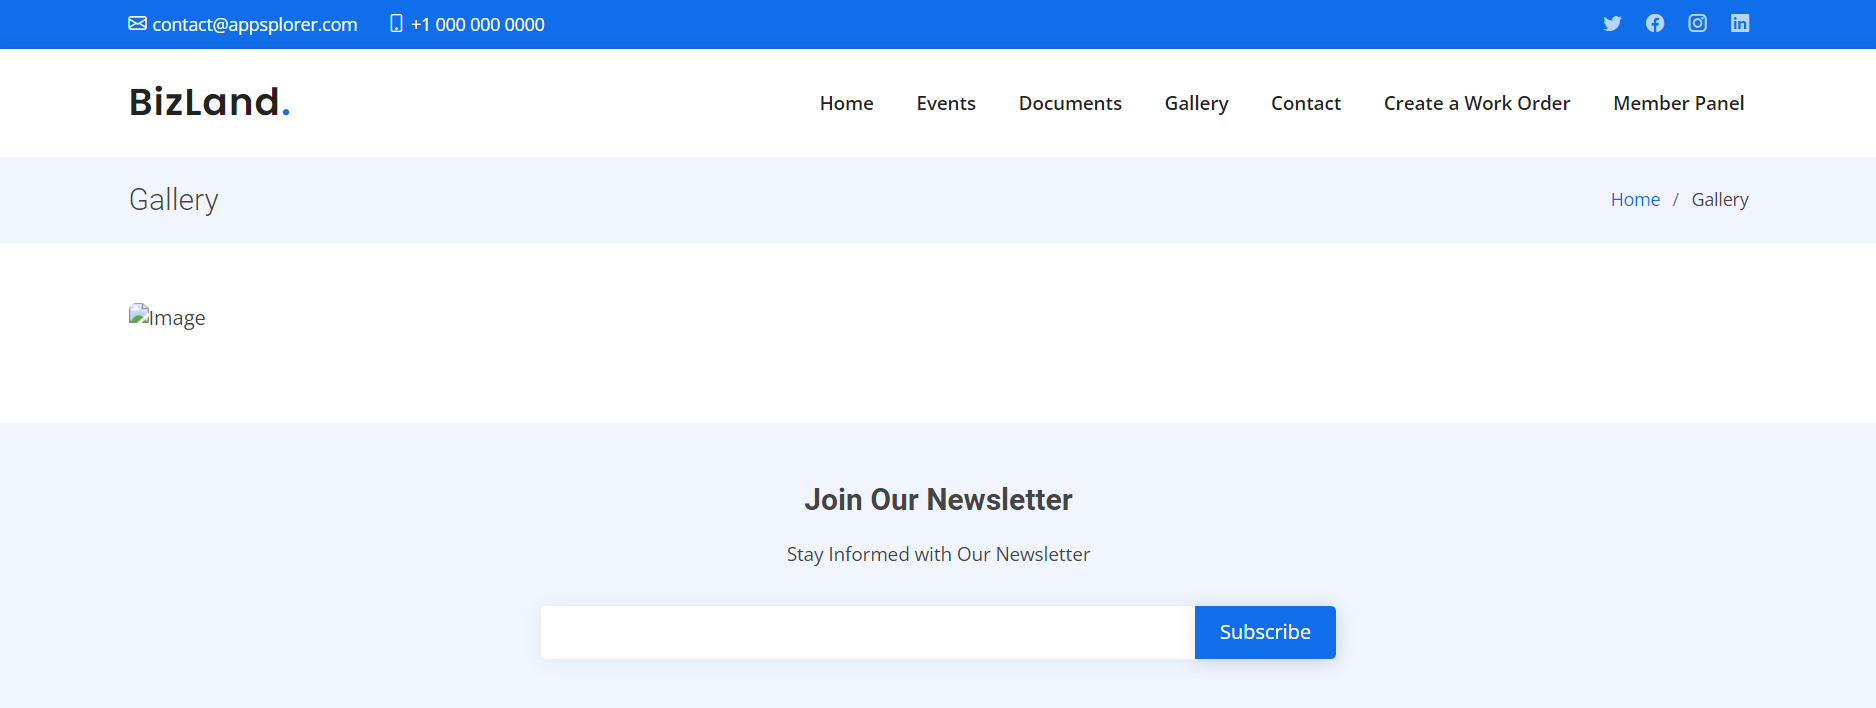 contact@appsplorer.com +1 000 000 0000
BizLand.
Home Events Documents Gallery Contact Create a Work Order Member Panel
Gallery
Home / Gallery
Image
Join Our Newsletter
Stay Informed with Our Newsletter
Subscribe